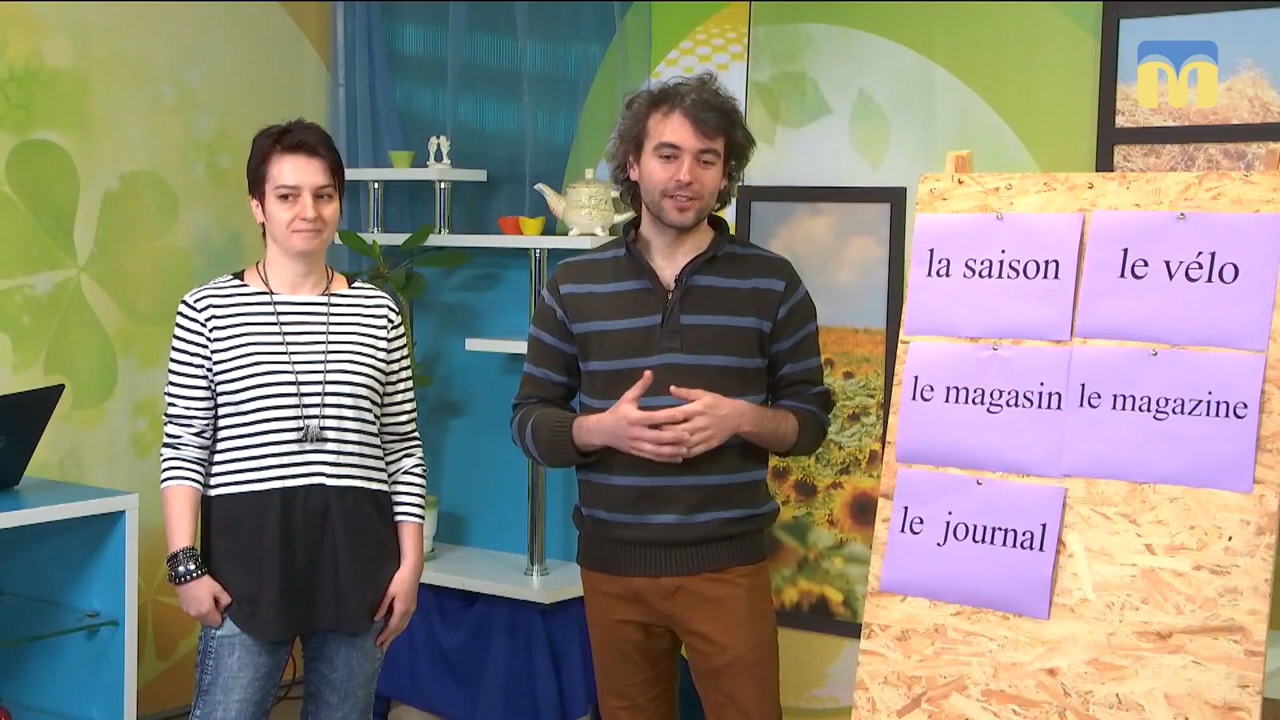 la saison
le vélo
le magasin
le magazine
le journal